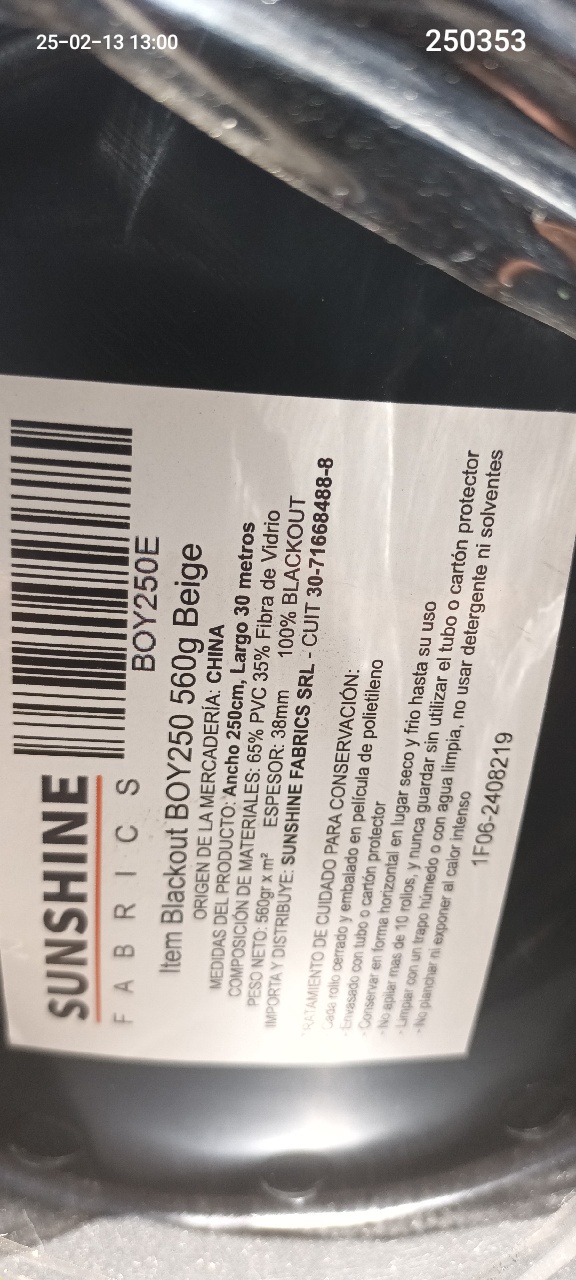 25-02-13 13:00
250353
SUNSHINE
FABRICS
BOY250E
Item Blackout BOY250 560g Beige
ORIGEN DE LA MERCADERÍA: CHINA
MEDIDAS DEL PRODUCTO: Ancho 250cm, Largo 30 metros
COMPOSICIÓN DE MATERIALES: 65% PVC 35% Fibra de Vidrio
PESO NETO: 560gr x m² ESPESOR: 38mm 100% BLACKOUT
IMPORTA Y DISTRIBUYE: SUNSHINE FABRICS SRL - CUIT 30-71668488-8
TRATAMIENTO DE CUIDADO PARA CONSERVACIÓN:
Cada rollo cerrado y embalado en película de polietileno
- Envasado con tubo o cartón protector
- Conservar en forma horizontal en lugar seco y frio hasta su uso
- No apilar mas de 10 rollos, y nunca guardar sin utilizar el tubo o cartón protector
- Limpiar con un trapo húmedo o con agua limpia, no usar detergente ni solventes
- No planchar ni exponer al calor intenso
1F06-2408219